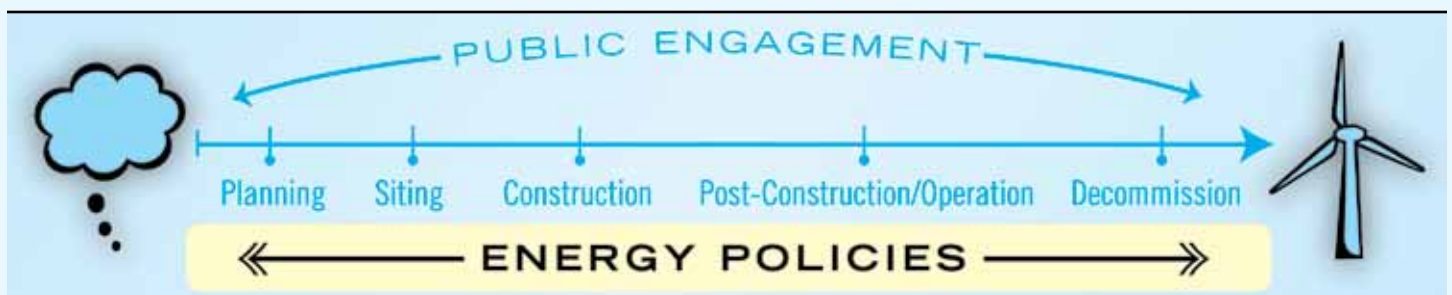 PUBLIC ENGAGEMENT
Planning Siting Construction Post-Construction/Operation Decommission
ENERGY POLICIES